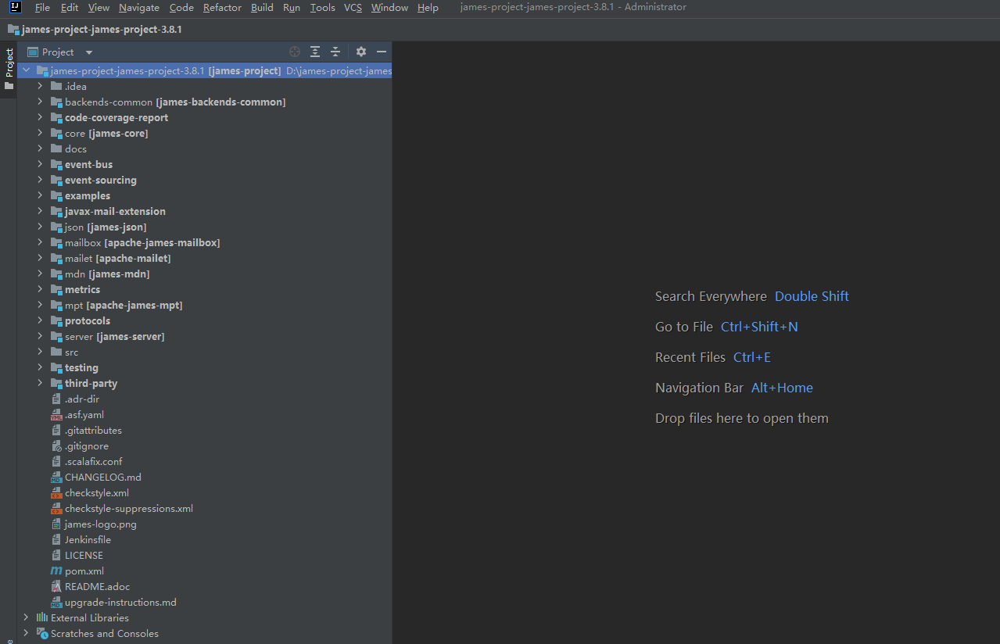 File Edit View Navigate Code Refactor Build Run Tools VCS Window Help james-project-james-project-3.8.1 - Administrator
james-project-james-project-3.8.1
Project
Project
james-project-james-project-3.8.1 [james-project] D:\james-project-james
.idea
backends-common [james-backends-common]
code-coverage-report
core [james-core]
docs
event-bus
event-sourcing
examples
javax-mail-extension
json [james-json]
mailbox [apache-james-mailbox]
mailet [apache-mailet]
mdn [james-mdn]
metrics
mpt [apache-james-mpt]
protocols
server [james-server]
src
testing
third-party
.adr-dir
.asf.yaml
.gitattributes
.gitignore
.scalafix.conf
CHANGELOG.md
checkstyle.xml
checkstyle-suppressions.xml
james-logo.png
Jenkinsfile
LICENSE
pom.xml
README.adoc
upgrade-instructions.md
External Libraries
Scratches and Consoles
Search Everywhere Double Shift
Go to File Ctrl+Shift+N
Recent Files Ctrl+E
Navigation Bar Alt+Home
Drop files here to open them